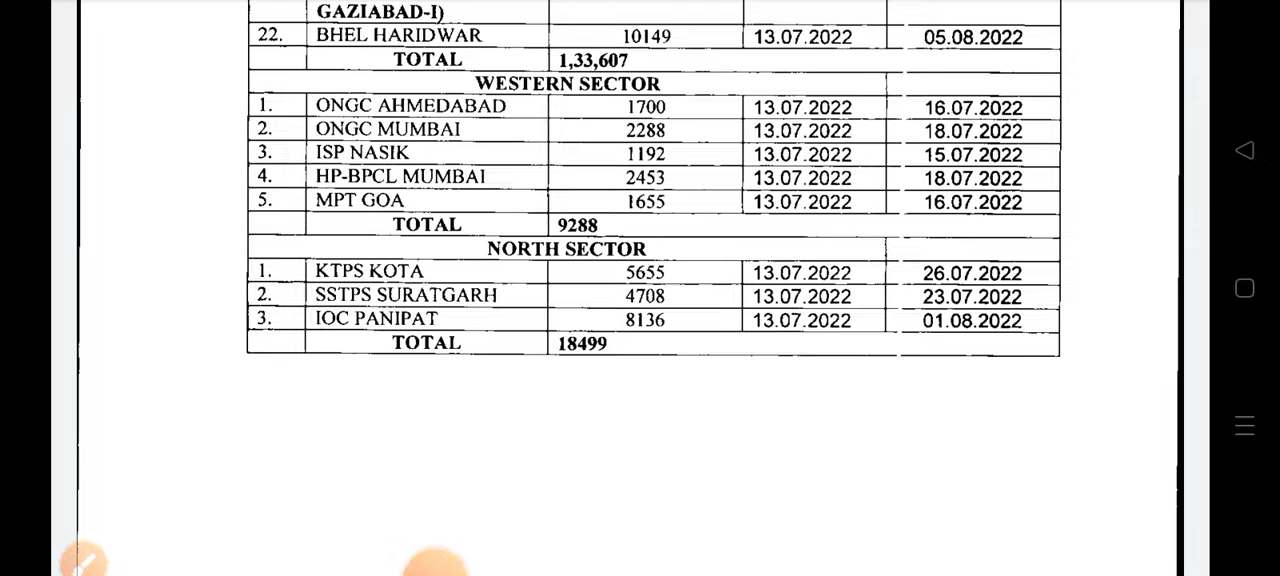 GAZIABAD-I)
22. BHEL HARIDWAR 10149 13.07.2022 05.08.2022
TOTAL 1,33,607
WESTERN SECTOR
1. ONGC AHMEDABAD 1700 13.07.2022 16.07.2022
2. ONGC MUMBAI 2288 13.07.2022 18.07.2022
3. ISP NASIK 1192 13.07.2022 15.07.2022
4. HP-BPCL MUMBAI 2453 13.07.2022 18.07.2022
5. MPT GOA 1655 13.07.2022 16.07.2022
TOTAL 9288
NORTH SECTOR
1. KTPS KOTA 5655 13.07.2022 26.07.2022
2. SSTPS SURATGARH 4708 13.07.2022 23.07.2022
3. IOC PANIPAT 8136 13.07.2022 01.08.2022
TOTAL 18499